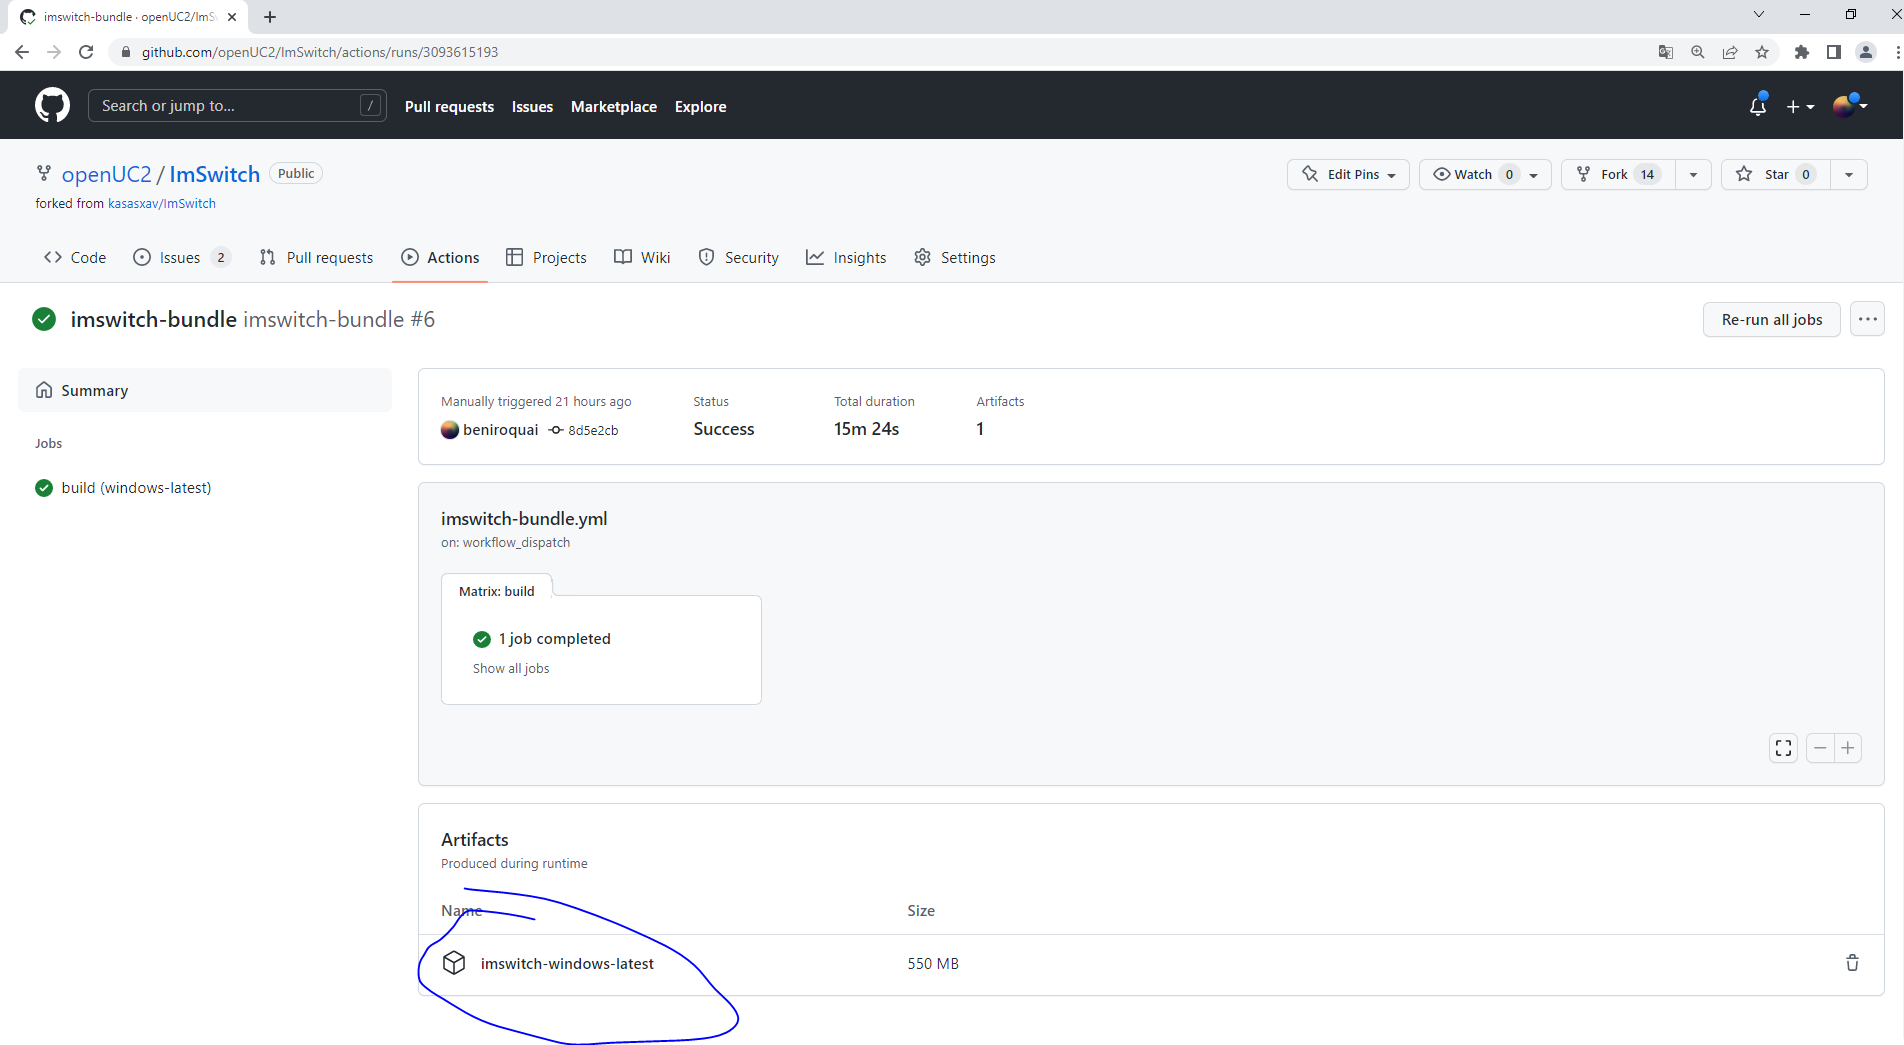 imswitch-bundle · openUC2/ImS
github.com/openUC2/ImSwitch/actions/runs/3093615193
Search or jump to... /
Pull requests Issues Marketplace Explore
openUC2 / ImSwitch Public
Edit Pins Watch 0 Fork 14 Star 0
forked from kasasxav/ImSwitch
Code Issues 2 Pull requests Actions Projects Wiki Security Insights Settings
imswitch-bundle imswitch-bundle #6
Re-run all jobs
Summary
Jobs
build (windows-latest)
Manually triggered 21 hours ago Status Total duration Artifacts
beniroquai 8d5e2cb Success 15m 24s 1
imswitch-bundle.yml
on: workflow_dispatch
Matrix: build
1 job completed
Show all jobs
Artifacts
Produced during runtime
Name Size
imswitch-windows-latest 550 MB